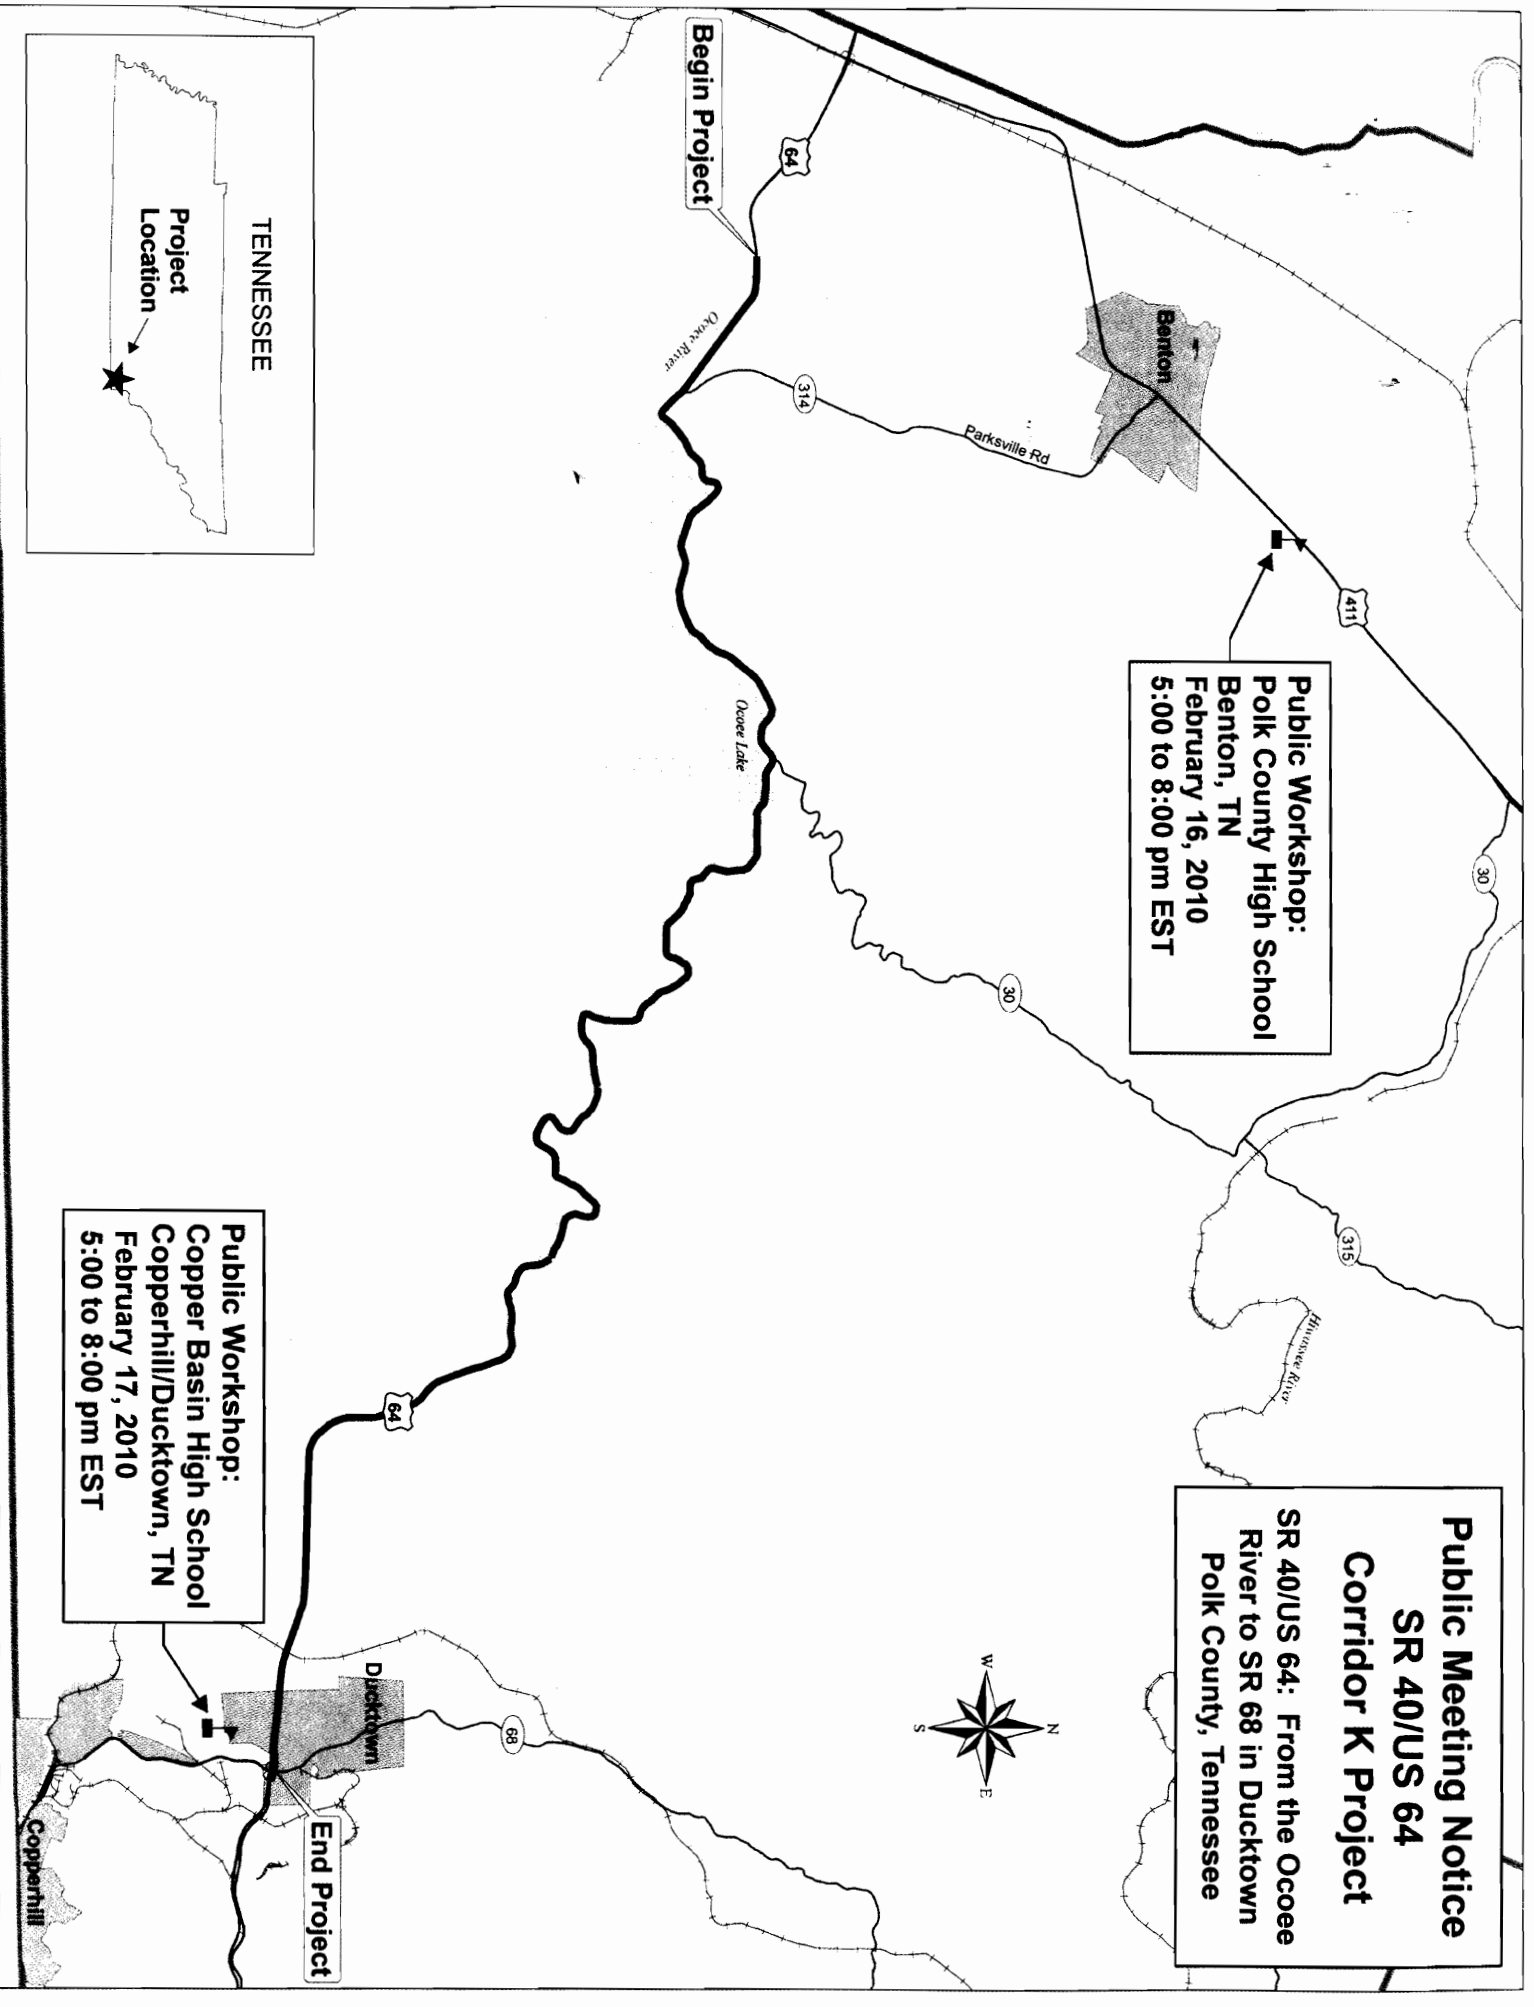 Public Meeting Notice
SR 40/US 64
Corridor K Project
SR 40/US 64: From the Ocoee
River to SR 68 in Ducktown
Polk County, Tennessee
Public Workshop:
Polk County High School
Benton, TN
February 16, 2010
5:00 to 8:00 pm EST
Public Workshop:
Copper Basin High School
Copperhill/Ducktown, TN
February 17, 2010
5:00 to 8:00 pm EST
Begin Project
64
Ocoee River
314
Parksville Rd
Benton
411
30
Ocoee Lake
30
315
Hiwassee River
64
Ducktown
68
End Project
Copperhill
N
W
E
S
TENNESSEE
Project
Location